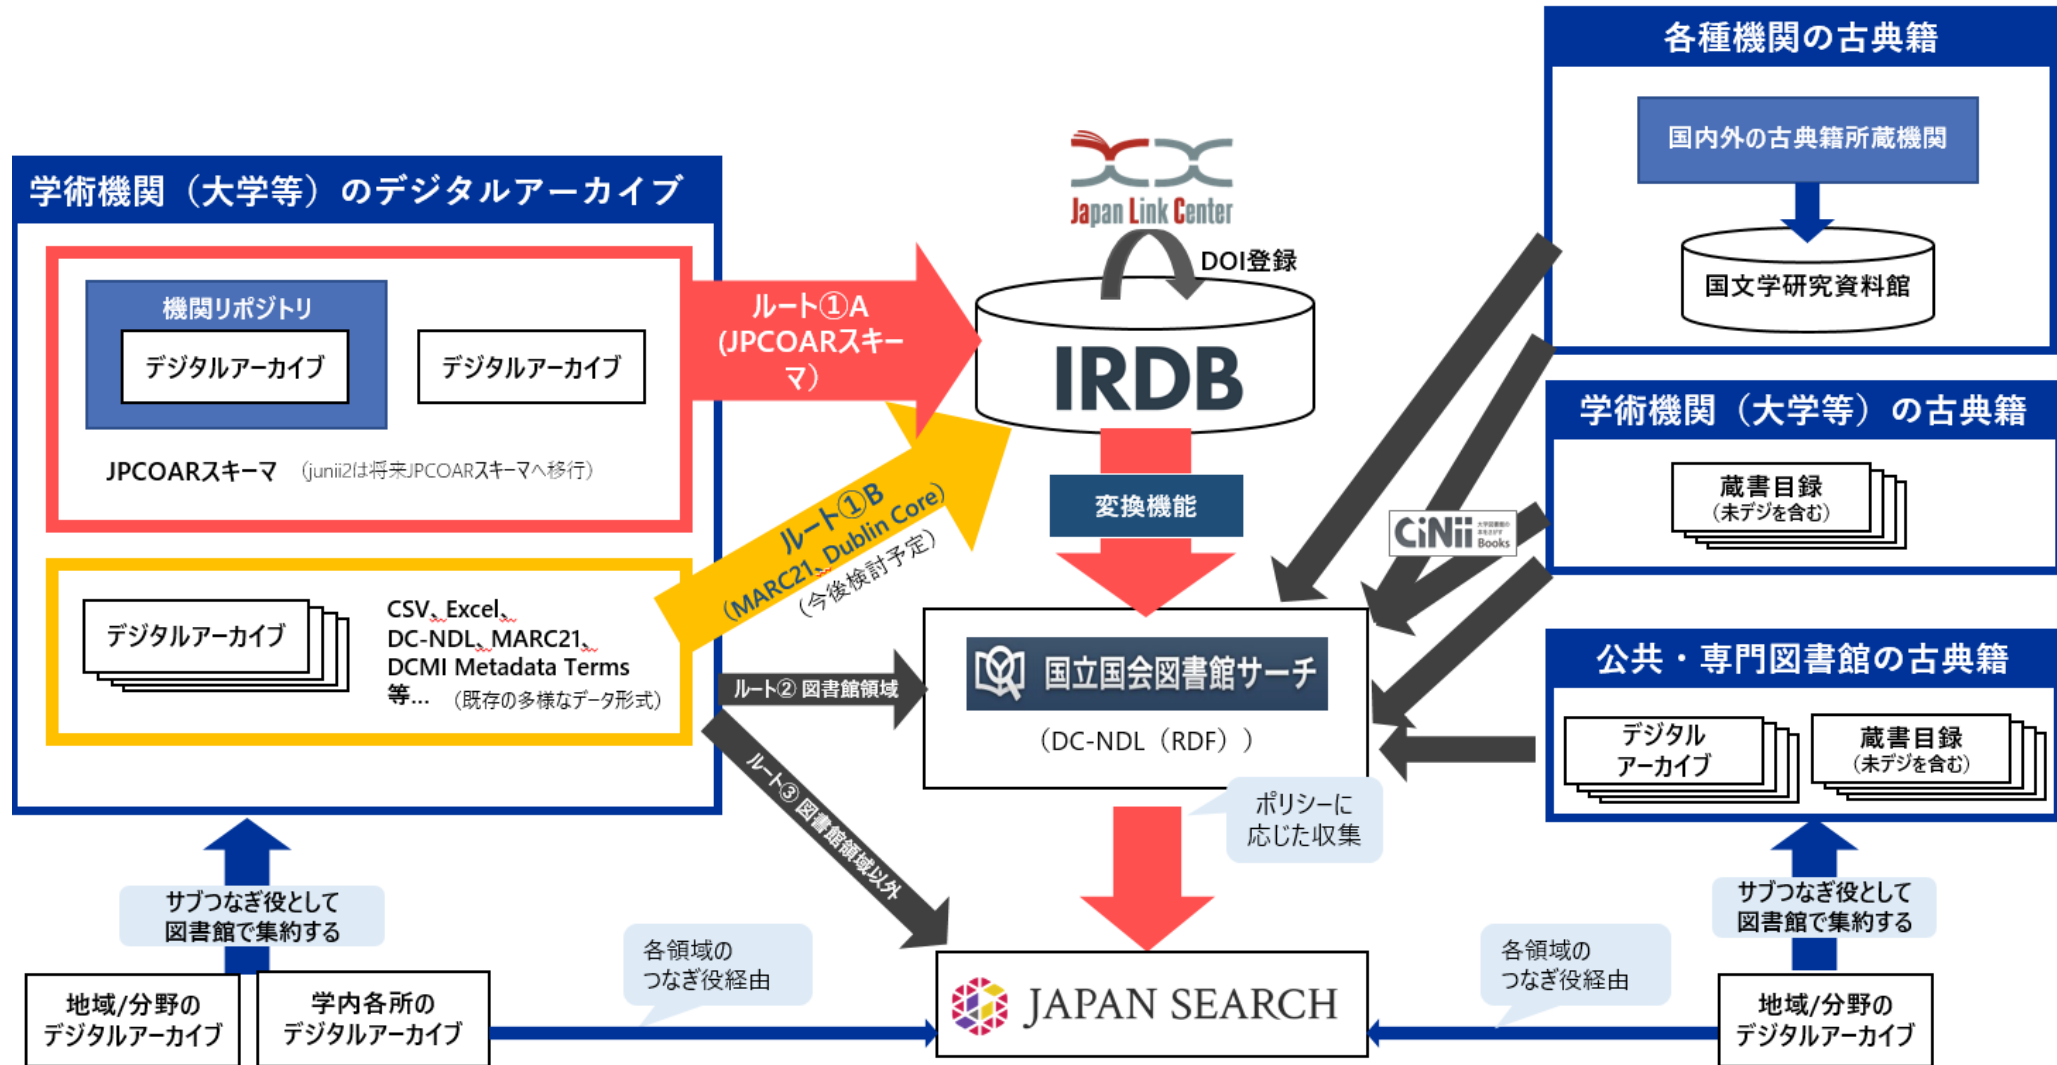 学術機関（大学等）のデジタルアーカイブ
機関リポジトリ
デジタルアーカイブ
デジタルアーカイブ
JPCOARスキーマ （junii2は将来JPCOARスキーマへ移行）
デジタルアーカイブ
CSV、Excel、
DC-NDL、MARC21、
DCMI Metadata Terms
等… （既存の多様なデータ形式）
サブつなぎ役として
図書館で集約する
地域/分野の
デジタルアーカイブ
学内各所の
デジタルアーカイブ
ルート①A
(JPCOARスキー
マ）
ルート①B
（MARC21、Dublin Core）
（今後検討予定）
ルート② 図書館領域
ルート③ 図書館領域以外
各領域の
つなぎ役経由
Japan Link Center
DOI登録
IRDB
変換機能
国立国会図書館サーチ
（DC-NDL（RDF））
ポリシーに
応じた収集
JAPAN SEARCH
各種機関の古典籍
国内外の古典籍所蔵機関
国文学研究資料館
学術機関（大学等）の古典籍
蔵書目録
（未デジを含む）
CiNii 大学図書館の
本をさがす
Books
公共・専門図書館の古典籍
デジタル
アーカイブ
蔵書目録
（未デジを含む）
サブつなぎ役として
図書館で集約する
各領域の
つなぎ役経由
地域/分野の
デジタルアーカイブ